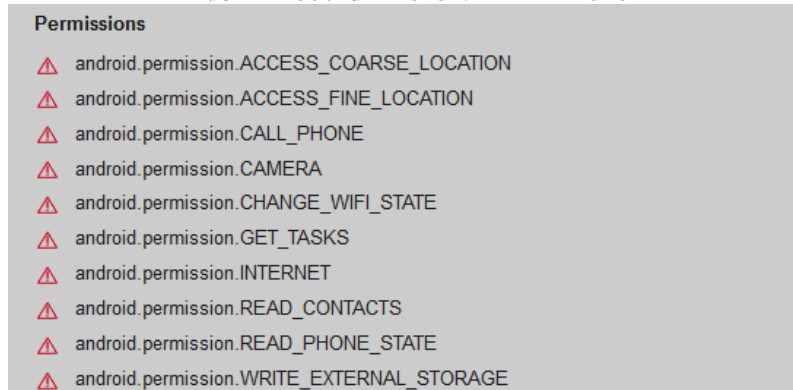 Permissions
android.permission.ACCESS_COARSE_LOCATION
android.permission.ACCESS_FINE_LOCATION
android.permission.CALL_PHONE
android.permission.CAMERA
android.permission.CHANGE_WIFI_STATE
android.permission.GET_TASKS
android.permission.INTERNET
android.permission.READ_CONTACTS
android.permission.READ_PHONE_STATE
android.permission.WRITE_EXTERNAL_STORAGE